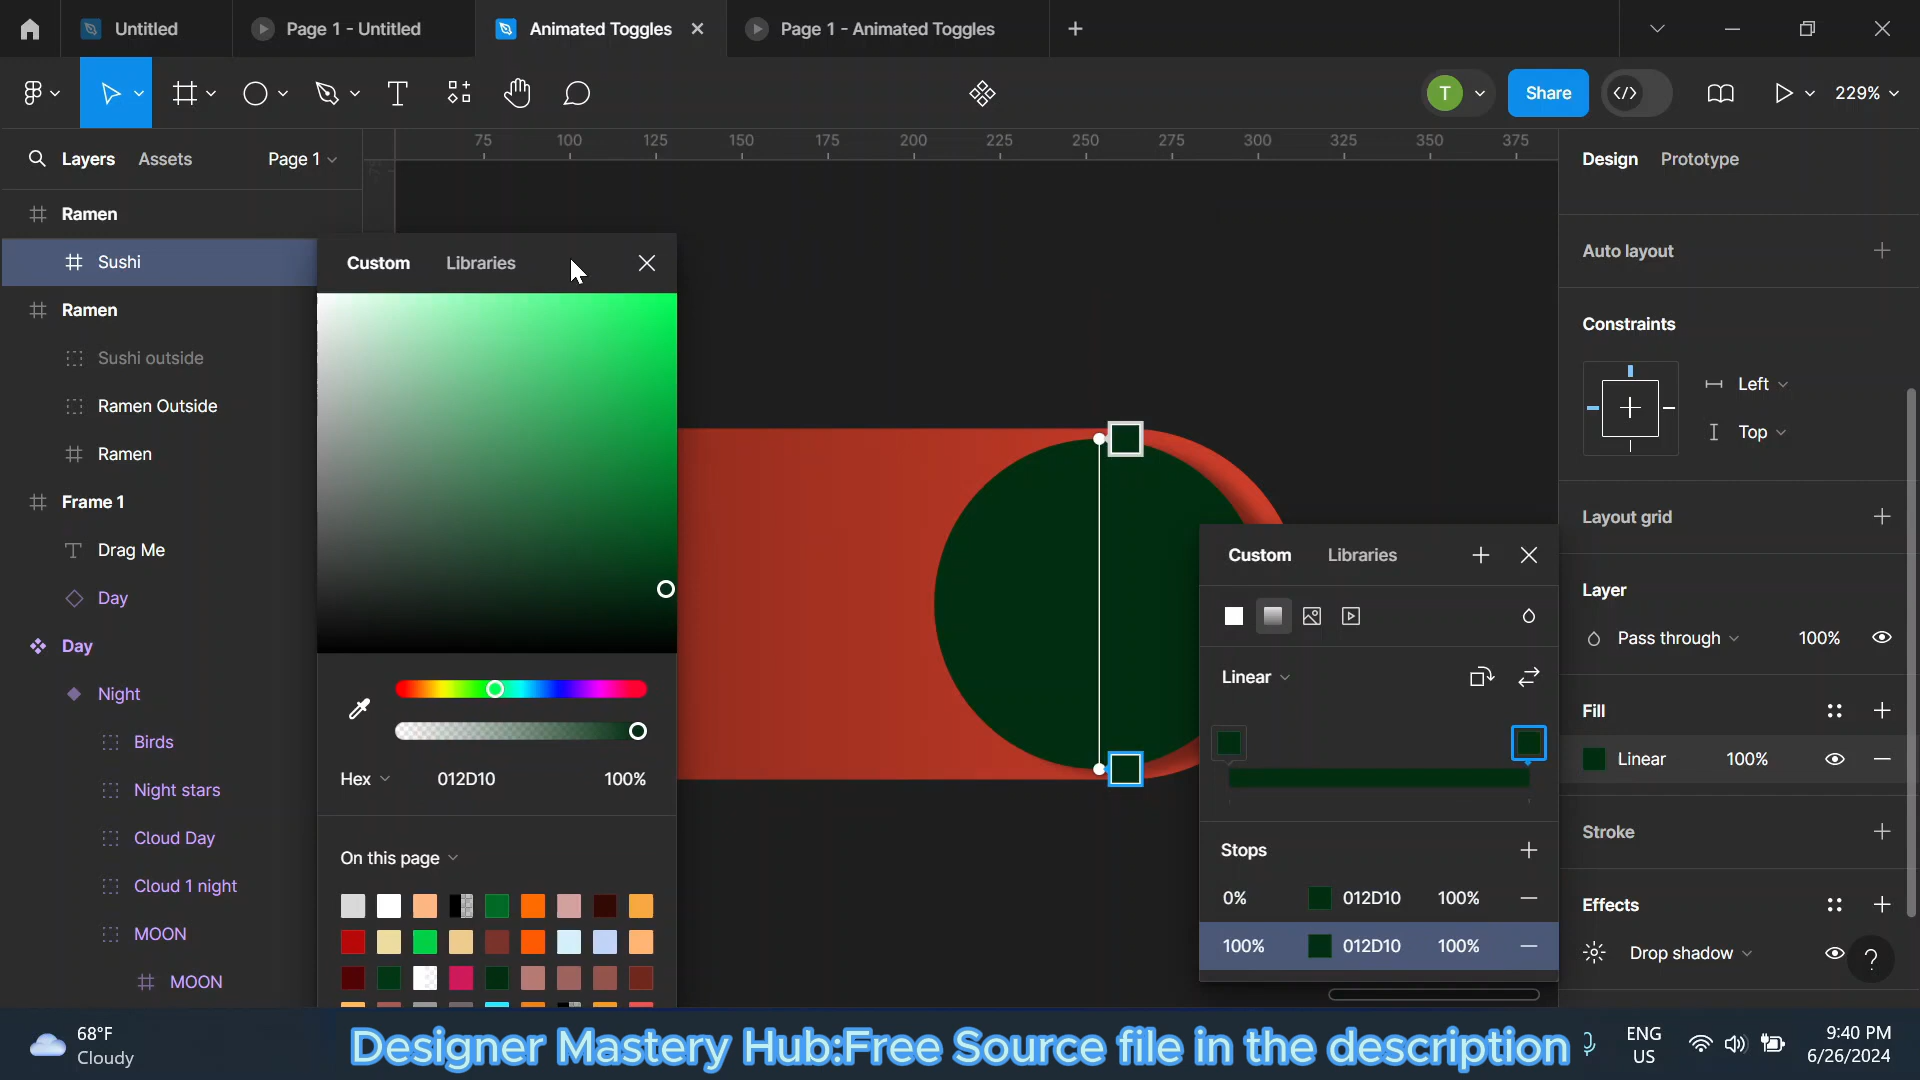 Untitled
Page 1 - Untitled
Animated Toggles
Page 1 - Animated Toggles
T
Share
229%
Layers
Assets
Page 1
75
100
125
150
175
200
225
250
275
300
325
350
375
Design
Prototype
Ramen
Sushi
Ramen
Sushi outside
Ramen Outside
Ramen
Frame 1
Drag Me
Day
Day
Night
Birds
Night stars
Cloud Day
Cloud 1 night
MOON
MOON
Custom
Libraries
Hex
012D10
100%
On this page
Custom
Libraries
Linear
Stops
0%
012D10
100%
100%
012D10
100%
Auto layout
Constraints
Left
Top
Layout grid
Layer
Pass through
100%
Fill
Linear
100%
Stroke
Effects
Drop shadow
?
68°F
Cloudy
Designer Mastery Hub:Free Source file in the description
ENG
US
9:40 PM
6/26/2024